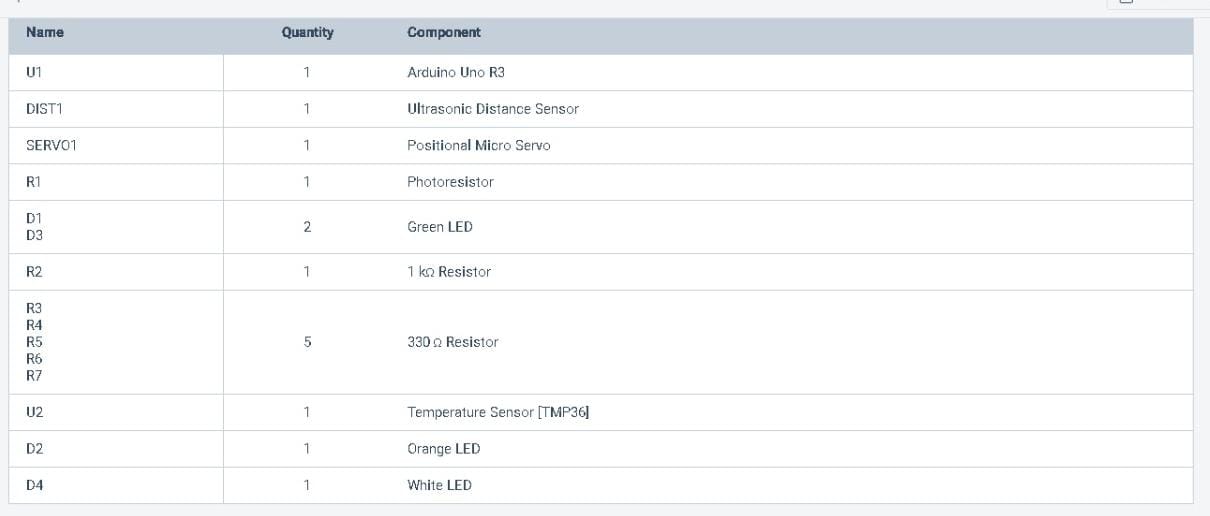 Name Quantity Component
U1 1 Arduino Uno R3
DIST1 1 Ultrasonic Distance Sensor
SERVO1 1 Positional Micro Servo
R1 1 Photoresistor
D1
D3
2 Green LED
R2 1 1 kΩ Resistor
R3
R4
R5
R6
R7
5 330 Ω Resistor
U2 1 Temperature Sensor [TMP36]
D2 1 Orange LED
D4 1 White LED